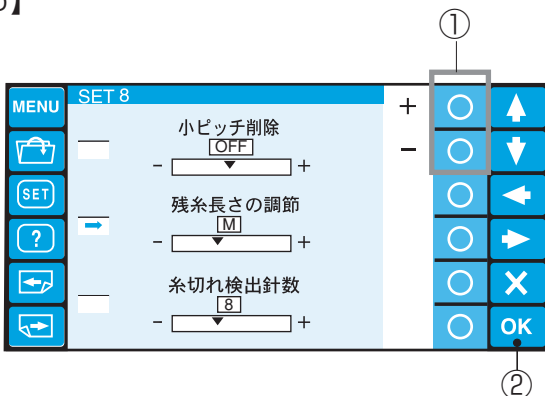 】
①
MENU
SET 8
小ピッチ削除
OFF
- +
残糸長さの調節
M
- +
糸切れ検出針数
8
- +
+
-
SET
?
OK
②